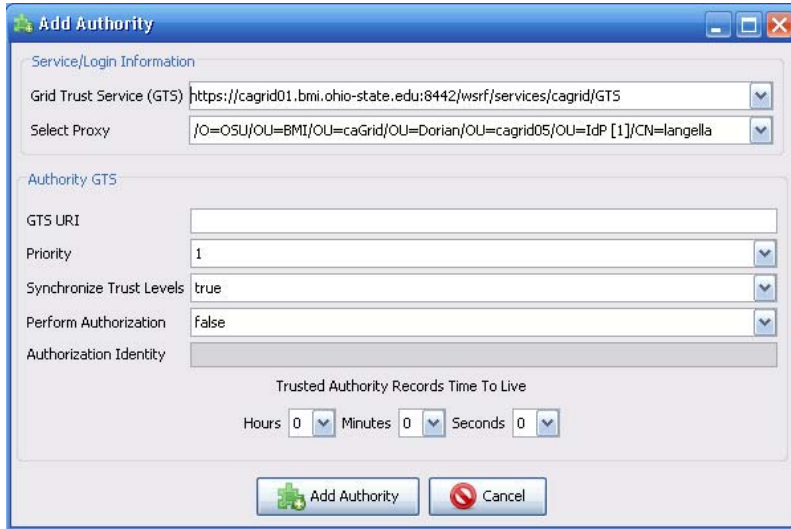 Add Authority
Service/Login Information
Grid Trust Service (GTS) https://cagrid01.bmi.ohio-state.edu:8442/wsrf/services/cagrid/GTS
Select Proxy /O=OSU/OU=BMI/OU=caGrid/OU=Dorian/OU=cagrid05/OU=IdP [1]/CN=langella
Authority GTS
GTS URI
Priority 1
Synchronize Trust Levels true
Perform Authorization false
Authorization Identity
Trusted Authority Records Time To Live
Hours 0 Minutes 0 Seconds 0
Add Authority Cancel